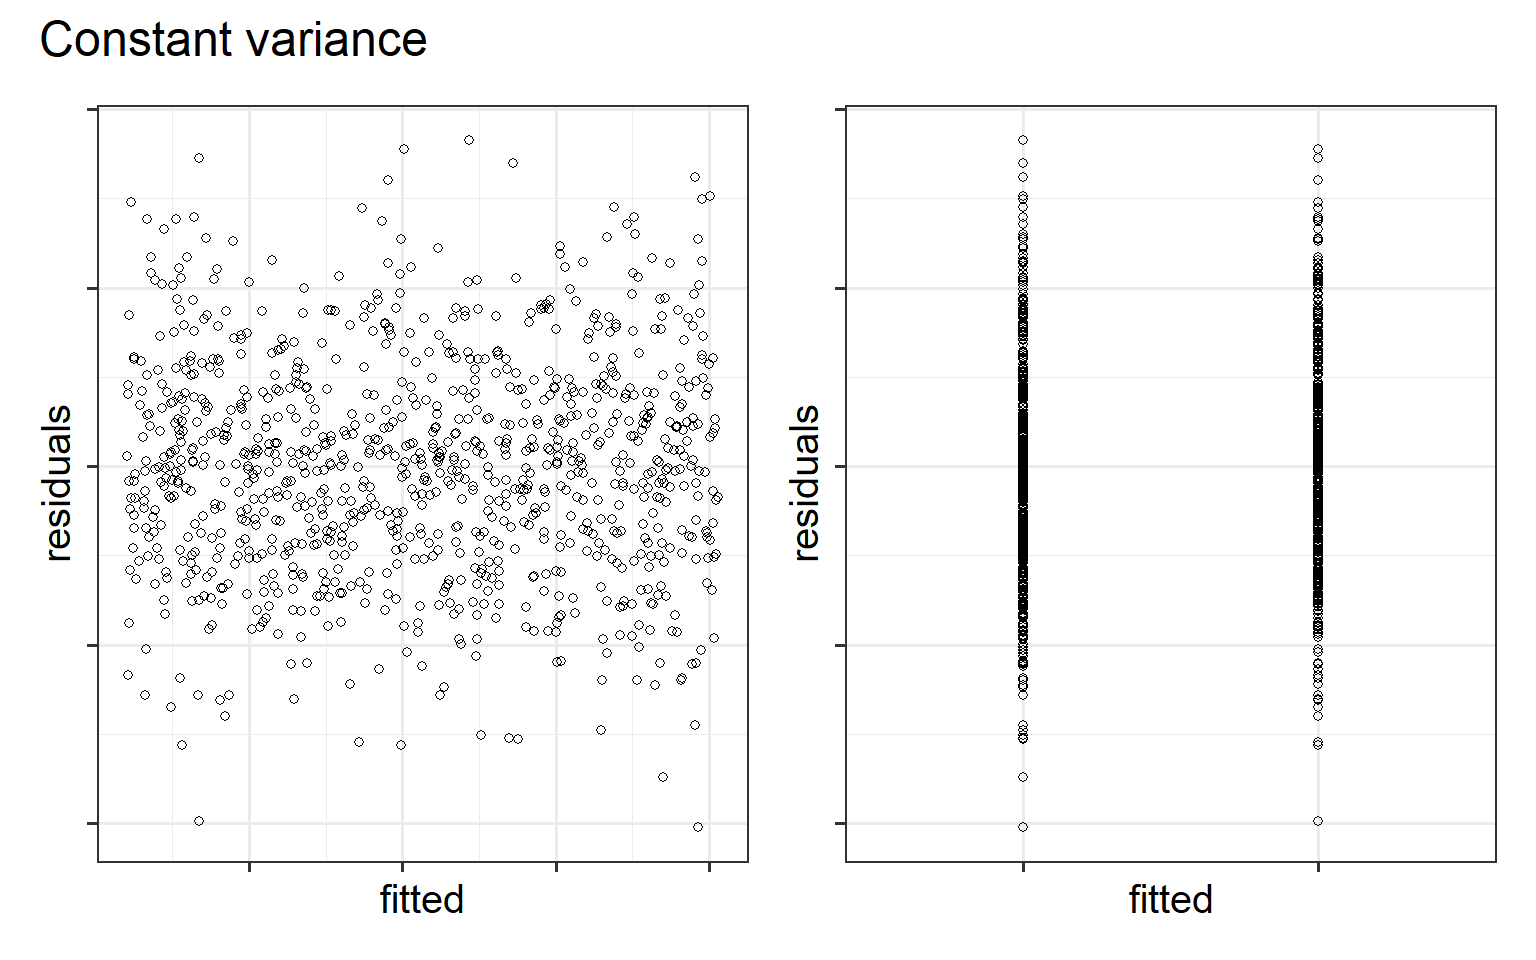 Constant variance
residuals
fitted
residuals
fitted